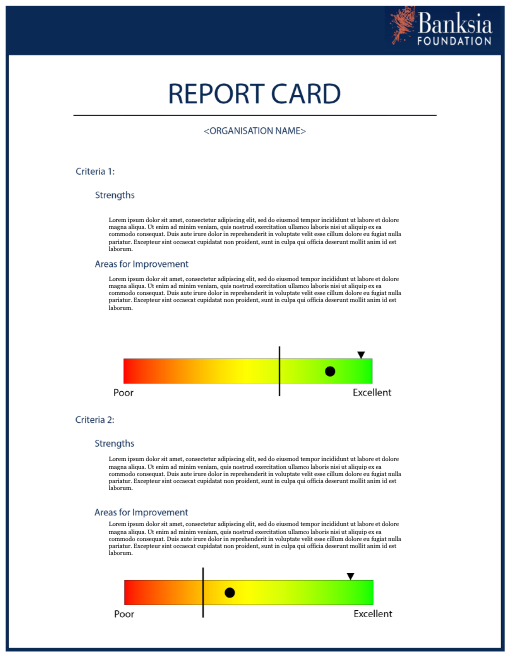 Banksia
FOUNDATION
REPORT CARD
<ORGANISATION NAME>
Criteria 1:
Strengths
Lorem ipsum dolor sit amet, consectetur adipiscing elit, sed do eiusmod tempor incididunt ut labore et dolore
magna aliqua. Ut enim ad minim veniam, quis nostrud exercitation ullamco laboris nisi ut aliquip ex ea
commodo consequat. Duis aute irure dolor in reprehenderit in voluptate velit esse cillum dolore eu fugiat nulla
pariatur. Excepteur sint occaecat cupidatat non proident, sunt in culpa qui officia deserunt mollit anim id est
laborum.
Areas for Improvement
Lorem ipsum dolor sit amet, consectetur adipiscing elit, sed do eiusmod tempor incididunt ut labore et dolore
magna aliqua. Ut enim ad minim veniam, quis nostrud exercitation ullamco laboris nisi ut aliquip ex ea
commodo consequat. Duis aute irure dolor in reprehenderit in voluptate velit esse cillum dolore eu fugiat nulla
pariatur. Excepteur sint occaecat cupidatat non proident, sunt in culpa qui officia deserunt mollit anim id est
laborum.
Poor Excellent
Criteria 2:
Strengths
Lorem ipsum dolor sit amet, consectetur adipiscing elit, sed do eiusmod tempor incididunt ut labore et dolore
magna aliqua. Ut enim ad minim veniam, quis nostrud exercitation ullamco laboris nisi ut aliquip ex ea
commodo consequat. Duis aute irure dolor in reprehenderit in voluptate velit esse cillum dolore eu fugiat nulla
pariatur. Excepteur sint occaecat cupidatat non proident, sunt in culpa qui officia deserunt mollit anim id est
laborum.
Areas for Improvement
Lorem ipsum dolor sit amet, consectetur adipiscing elit, sed do eiusmod tempor incididunt ut labore et dolore
magna aliqua. Ut enim ad minim veniam, quis nostrud exercitation ullamco laboris nisi ut aliquip ex ea
commodo consequat. Duis aute irure dolor in reprehenderit in voluptate velit esse cillum dolore eu fugiat nulla
pariatur. Excepteur sint occaecat cupidatat non proident, sunt in culpa qui officia deserunt mollit anim id est
laborum.
Poor Excellent